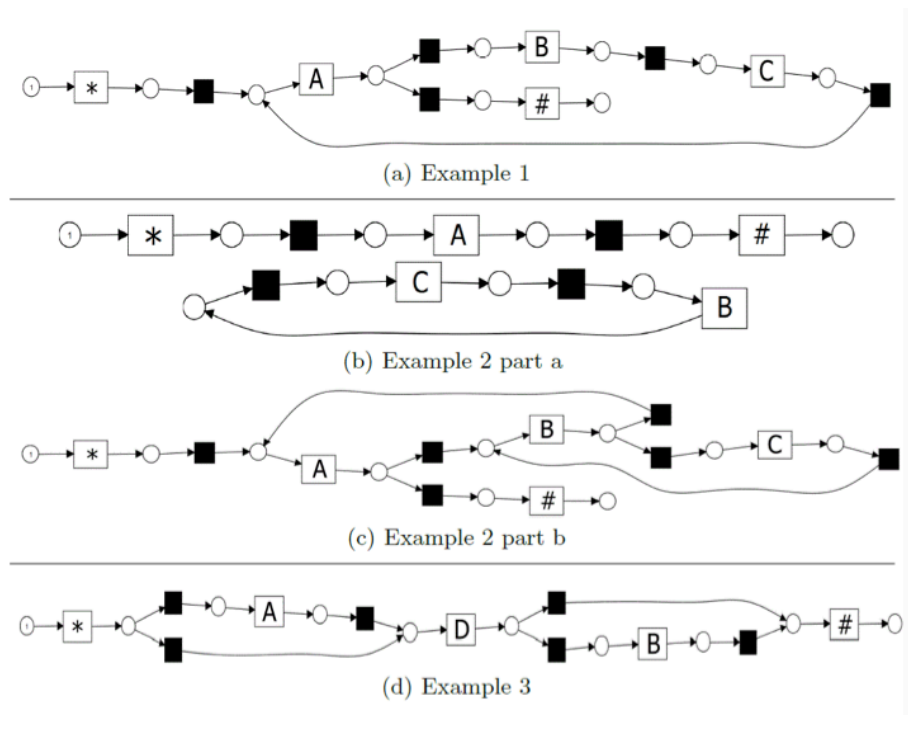 1 * A B C #
(a) Example 1
1 * A #
C B
(b) Example 2 part a
1 * A B C #
(c) Example 2 part b
1 * A D B #
(d) Example 3